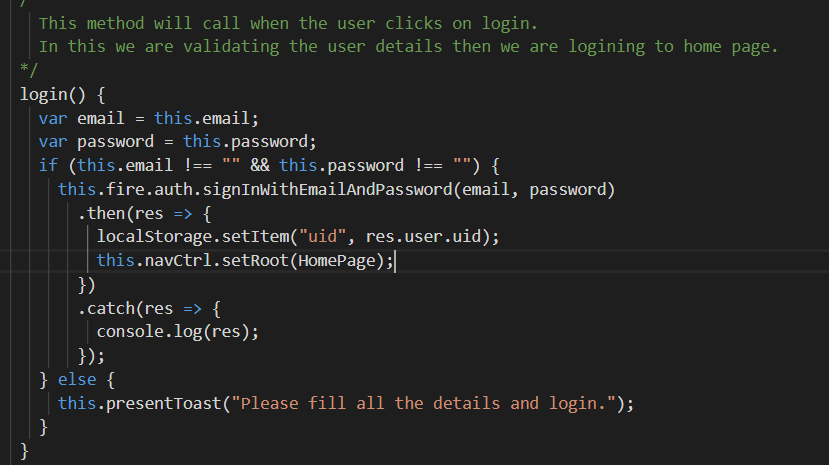 /
This method will call when the user clicks on login.
In this we are validating the user details then we are logining to home page.
*/
login() {
var email = this.email;
var password = this.password;
if (this.email !== "" && this.password !== "") {
this.fire.auth.signInWithEmailAndPassword(email, password)
.then(res => {
localStorage.setItem("uid", res.user.uid);
this.navCtrl.setRoot(HomePage);
})
.catch(res => {
console.log(res);
});
} else {
this.presentToast("Please fill all the details and login.");
}
}